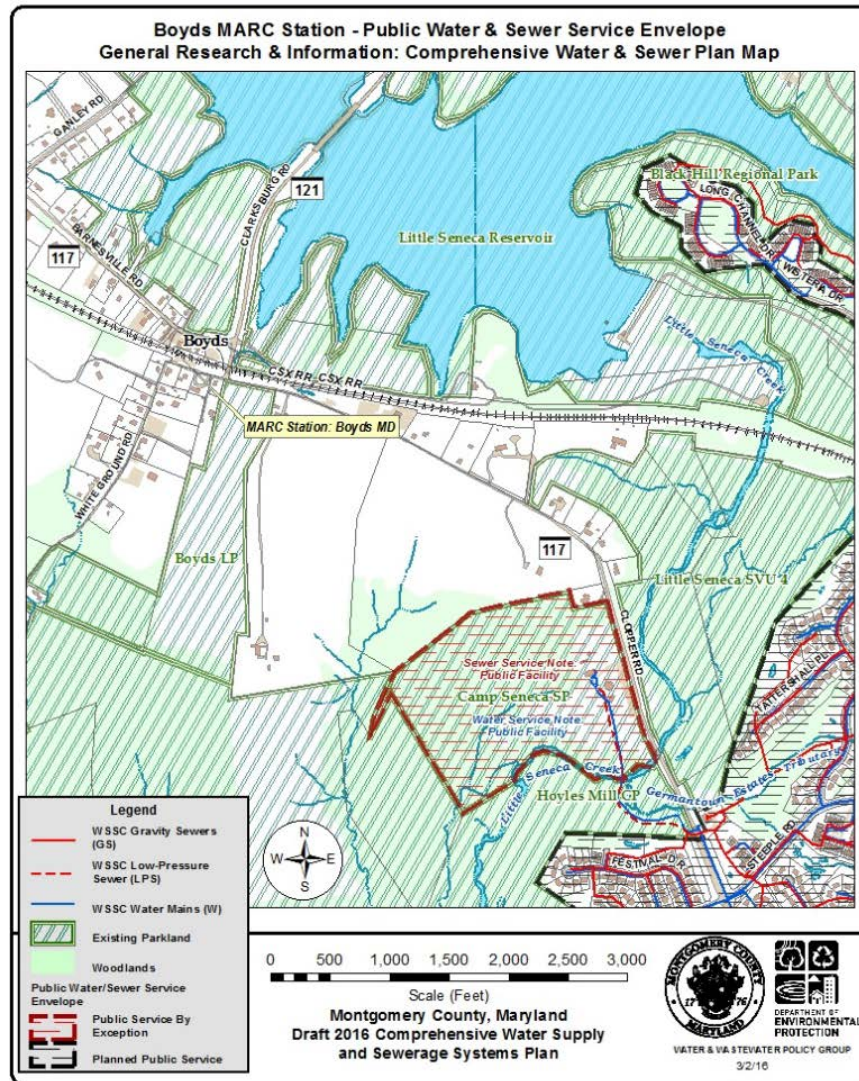 Boyds MARC Station - Public Water & Sewer Service Envelope
General Research & Information: Comprehensive Water & Sewer Plan Map
GANLEY RD
BARNESVILLE RD
117
CLARKSBURG RD
121
Little Seneca Reservoir
Black Hill Regional Park
LONG CHANNEL DR
WISTERIA DR
Little Seneca Creek
Boyds
CSX RR CSX RR
MARC Station: Boyds MD
WHITE GROUND RD
Boyds LP
117
CLOPPER RD
Little Seneca SVU 4
Sewer Service Note:
Public Facility
Camp Seneca SP
Water Service Note:
Public Facility
TATTERSHALL PL
Little Seneca Creek
Germantown Estates Tributary
Hoyles Mill CP
STEEPLE RD
FESTIVAL DR
N
W E
S
Legend
WSSC Gravity Sewers
(GS)
WSSC Low-Pressure
Sewer (LPS)
WSSC Water Mains (W)
Existing Parkland
Woodlands
Public Water/Sewer Service
Envelope
Public Service By
Exception
Planned Public Service
0 500 1,000 1,500 2,000 2,500 3,000
Scale (Feet)
Montgomery County, Maryland
Draft 2016 Comprehensive Water Supply
and Sewerage Systems Plan
MONTGOMERY COUNTY
17 76
MARYLAND
DEPARTMENT OF
ENVIRONMENTAL
PROTECTION
WATER & WASTEWATER POLICY GROUP
3/2/16